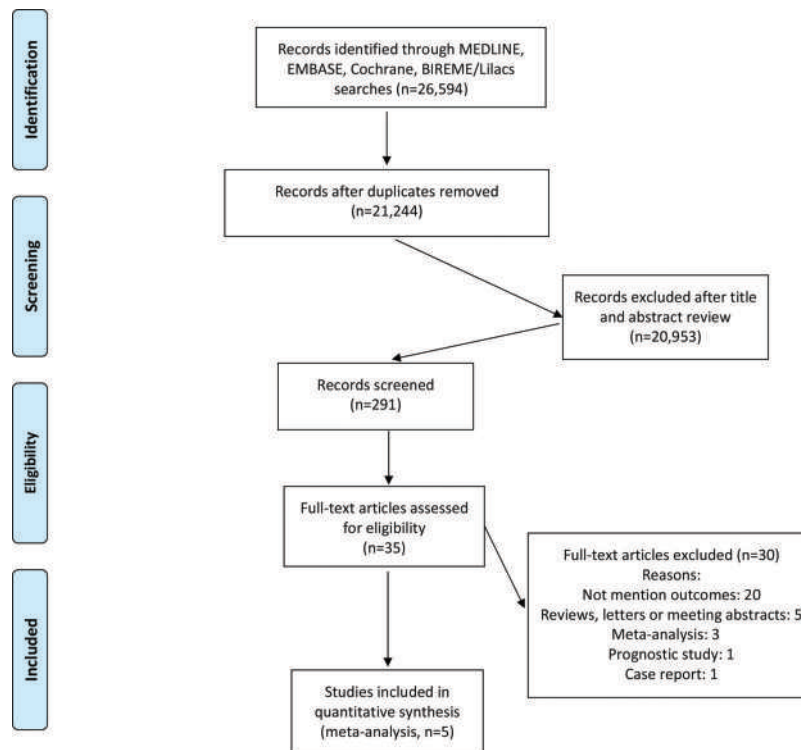 Identification
Records identified through MEDLINE,
EMBASE, Cochrane, BIREME/Lilacs
searches (n=26,594)
Records after duplicates removed
(n=21,244)
Screening
Records excluded after title
and abstract review
(n=20,953)
Records screened
(n=291)
Eligibility
Full-text articles assessed
for eligibility
(n=35)
Full-text articles excluded (n=30)
Reasons:
Not mention outcomes: 20
Reviews, letters or meeting abstracts: 5
Meta-analysis: 3
Prognostic study: 1
Case report: 1
Included
Studies included in
quantitative synthesis
(meta-analysis, n=5)